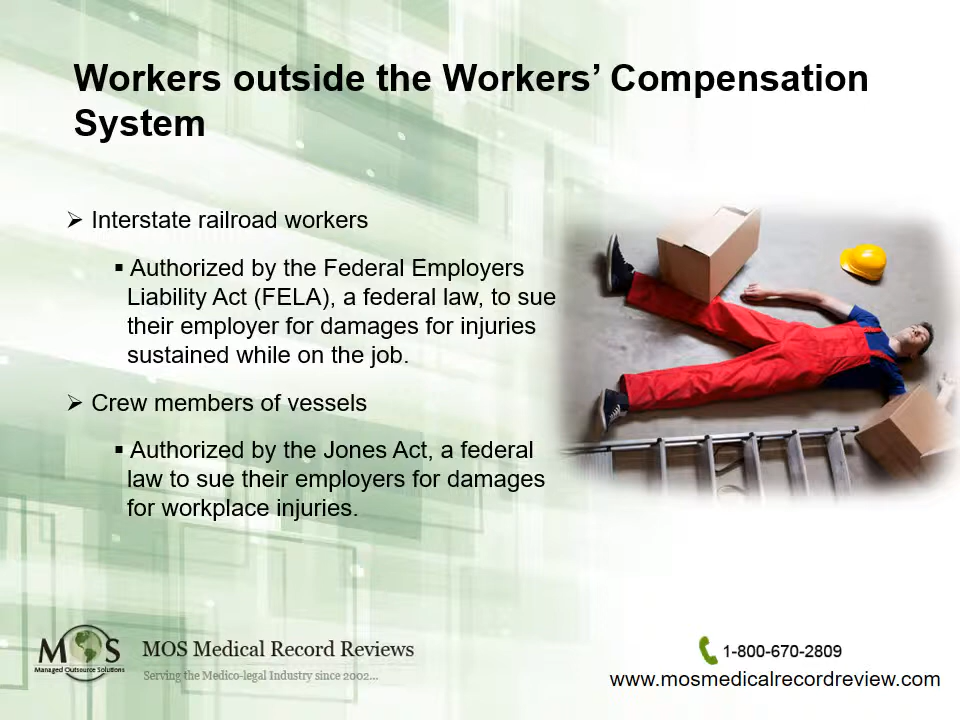 Workers outside the Workers’ Compensation
System
➢ Interstate railroad workers
▪ Authorized by the Federal Employers
Liability Act (FELA), a federal law, to sue
their employer for damages for injuries
sustained while on the job.
➢ Crew members of vessels
▪ Authorized by the Jones Act, a federal
law to sue their employers for damages
for workplace injuries.
MOS
Managed Outsource Solutions
MOS Medical Record Reviews
Serving the Medico-legal Industry since 2002...
1-800-670-2809
www.mosmedicalrecordreview.com